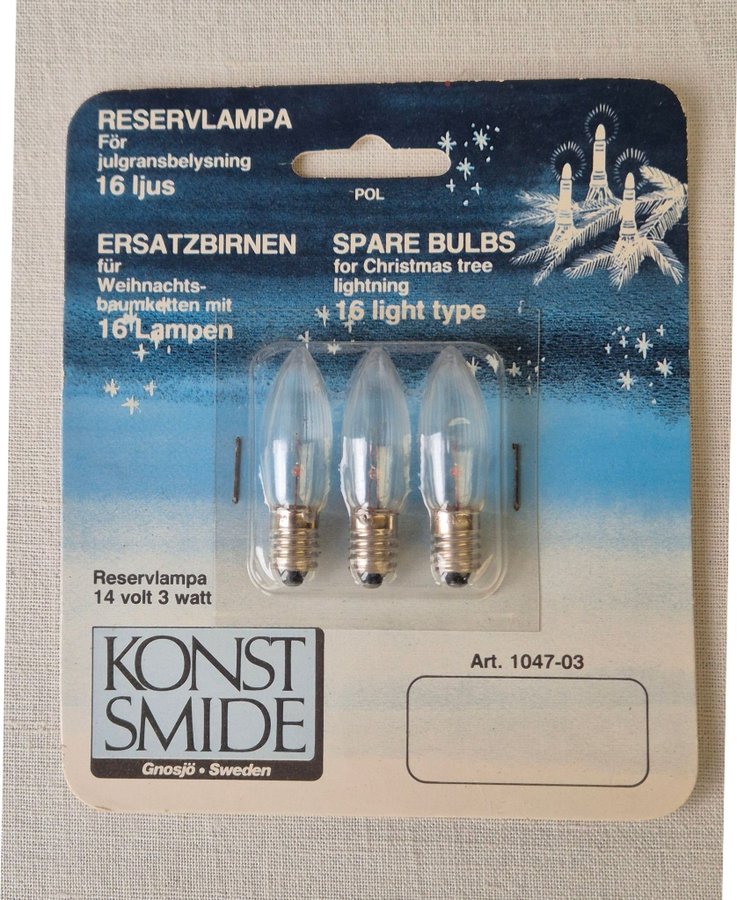 RESERVLAMPA
För
julgransbelysning
16 ljus
POL
ERSATZBIRNEN
für
Weihnachts-
baumketten mit
16 Lampen
SPARE BULBS
for Christmas tree
lightning
16 light type
Reservlampa
14 volt 3 watt
KONST
SMIDE
Gnosjö • Sweden
Art. 1047-03